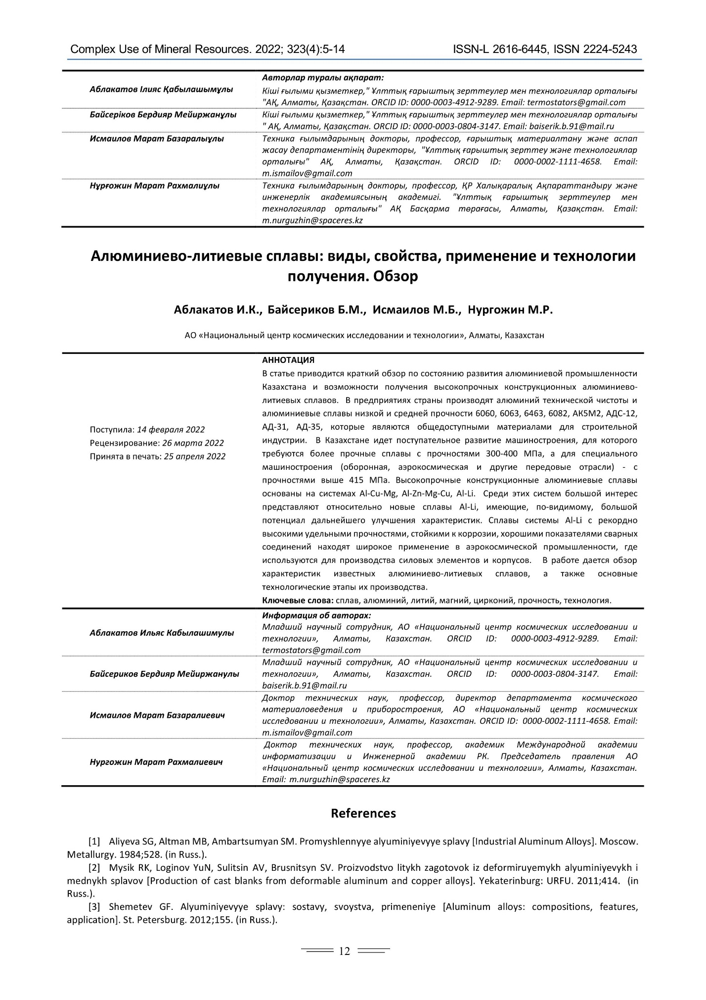 Complex Use of Mineral Resources. 2022; 323(4):5-14 ISSN-L 2616-6445, ISSN 2224-5243
Аблакатов Ілияс Қабылашымұлы
Авторлар туралы ақпарат:
Кіші ғылыми қызметкер," Ұлттық ғарыштық зерттеулер мен технологиялар орталығы
"АҚ, Алматы, Қазақстан. ORCID ID: 0000-0003-4912-9289. Email: termostators@gmail.com
Байсеріков Бердияр Мейиржанұлы
Кіші ғылыми қызметкер," Ұлттық ғарыштық зерттеулер мен технологиялар орталығы
" АҚ, Алматы, Қазақстан. ORCID ID: 0000-0003-0804-3147. Email: baiserik.b.91@mail.ru
Исмаилов Марат Базаралыұлы
Техника ғылымдарының докторы, профессор, ғарыштық материалтану және аспап
жасау департаментінің директоры, "Ұлттық ғарыштық зерттеу және технологиялар
орталығы" АҚ, Алматы, Қазақстан. ORCID ID: 0000-0002-1111-4658. Email:
m.ismailov@gmail.com
Нұрғожин Марат Рахмалиұлы
Техника ғылымдарының докторы, профессор, ҚР Халықаралық Ақпараттандыру және
инженерлік академиясының академигі. "Ұлттық ғарыштық зерттеулер мен
технологиялар орталығы" АҚ Басқарма төрағасы, Алматы, Қазақстан. Email:
m.nurguzhin@spaceres.kz
Алюминиево-литиевые сплавы: виды, свойства, применение и технологии
получения. Обзор
Аблакатов И.К., Байсериков Б.М., Исмаилов М.Б., Нургожин М.Р.
АО «Национальный центр космических исследовании и технологии», Алматы, Казахстан
Поступила: 14 февраля 2022
Рецензирование: 26 марта 2022
Принята в печать: 25 апреля 2022
АННОТАЦИЯ
В статье приводится краткий обзор по состоянию развития алюминиевой промышленности
Казахстана и возможности получения высокопрочных конструкционных алюминиево-
литиевых сплавов. В предприятиях страны производят алюминий технической чистоты и
алюминиевые сплавы низкой и средней прочности 6060, 6063, 6463, 6082, АК5М2, АДС-12,
АД-31, АД-35, которые являются общедоступными материалами для строительной
индустрии. В Казахстане идет поступательное развитие машиностроения, для которого
требуются более прочные сплавы с прочностями 300-400 МПа, а для специального
машиностроения (оборонная, аэрокосмическая и другие передовые отрасли) - с
прочностями выше 415 МПа. Высокопрочные конструкционные алюминиевые сплавы
основаны на системах Al-Cu-Mg, Al-Zn-Mg-Cu, Al-Li. Среди этих систем большой интерес
представляют относительно новые сплавы Al-Li, имеющие, по-видимому, большой
потенциал дальнейшего улучшения характеристик. Сплавы системы Al-Li с рекордно
высокими удельными прочностями, стойкими к коррозии, хорошими показателями сварных
соединений находят широкое применение в аэрокосмической промышленности, где
используются для производства силовых элементов и корпусов. В работе дается обзор
характеристик известных алюминиево-литиевых сплавов, а также основные
технологические этапы их производства.
Ключевые слова: сплав, алюминий, литий, магний, цирконий, прочность, технология.
Аблакатов Ильяс Кабылашимулы
Информация об авторах:
Младший научный сотрудник, АО «Национальный центр космических исследовании и
технологии», Алматы, Казахстан. ORCID ID: 0000-0003-4912-9289. Email:
termostators@gmail.com
Байсериков Бердияр Мейиржанулы
Младший научный сотрудник, АО «Национальный центр космических исследовании и
технологии», Алматы, Казахстан. ORCID ID: 0000-0003-0804-3147. Email:
baiserik.b.91@mail.ru
Исмаилов Марат Базаралиевич
Доктор технических наук, профессор, директор департамента космического
материаловедения и приборостроения, АО «Национальный центр космических
исследовании и технологии», Алматы, Казахстан. ORCID ID: 0000-0002-1111-4658. Email:
m.ismailov@gmail.com
Нургожин Марат Рахмалиевич
Доктор технических наук, профессор, академик Международной академии
информатизации и Инженерной академии РК. Председатель правления АО
«Национальный центр космических исследовании и технологии», Алматы, Казахстан.
Email: m.nurguzhin@spaceres.kz
References
[1] Aliyeva SG, Altman MB, Ambartsumyan SM. Promyshlennyye alyuminiyevyye splavy [Industrial Aluminum Alloys]. Moscow.
Metallurgy. 1984;528. (in Russ.).
[2] Mysik RK, Loginov YuN, Sulitsin AV, Brusnitsyn SV. Proizvodstvo litykh zagotovok iz deformiruyemykh alyuminiyevykh i
mednykh splavov [Production of cast blanks from deformable aluminum and copper alloys]. Yekaterinburg: URFU. 2011;414. (in
Russ.).
[3] Shemetev GF. Alyuminiyevyye splavy: sostavy, svoystva, primeneniye [Aluminum alloys: compositions, features,
application]. St. Petersburg. 2012;155. (in Russ.).
12